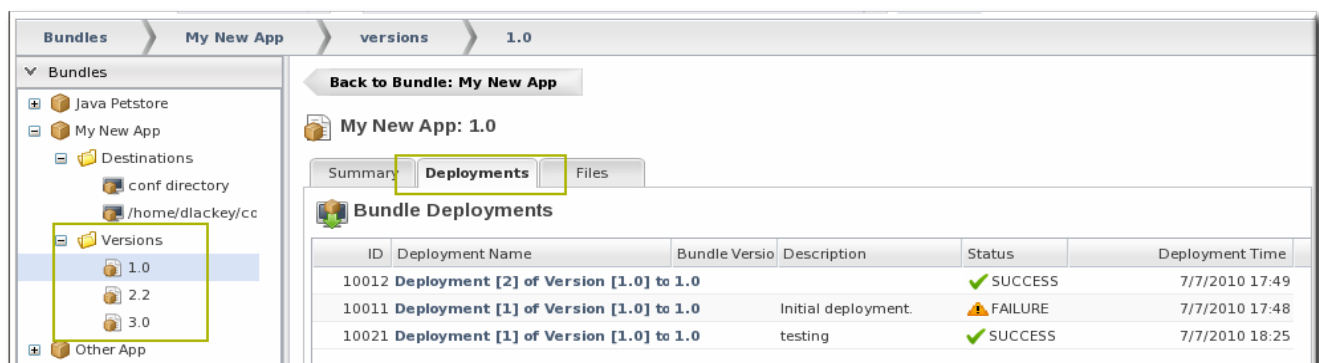 Bundles My New App versions 1.0
Bundles
Java Petstore
My New App
Destinations
conf directory
/home/dlackey/cc
Versions
1.0
2.2
3.0
Other App
Back to Bundle: My New App
My New App: 1.0
Summary Deployments Files
Bundle Deployments
ID Deployment Name Bundle Versio Description Status Deployment Time
10012 Deployment [2] of Version [1.0] to 1.0 SUCCESS 7/7/2010 17:49
10011 Deployment [1] of Version [1.0] to 1.0 Initial deployment. FAILURE 7/7/2010 17:48
10021 Deployment [1] of Version [1.0] to 1.0 testing SUCCESS 7/7/2010 18:25